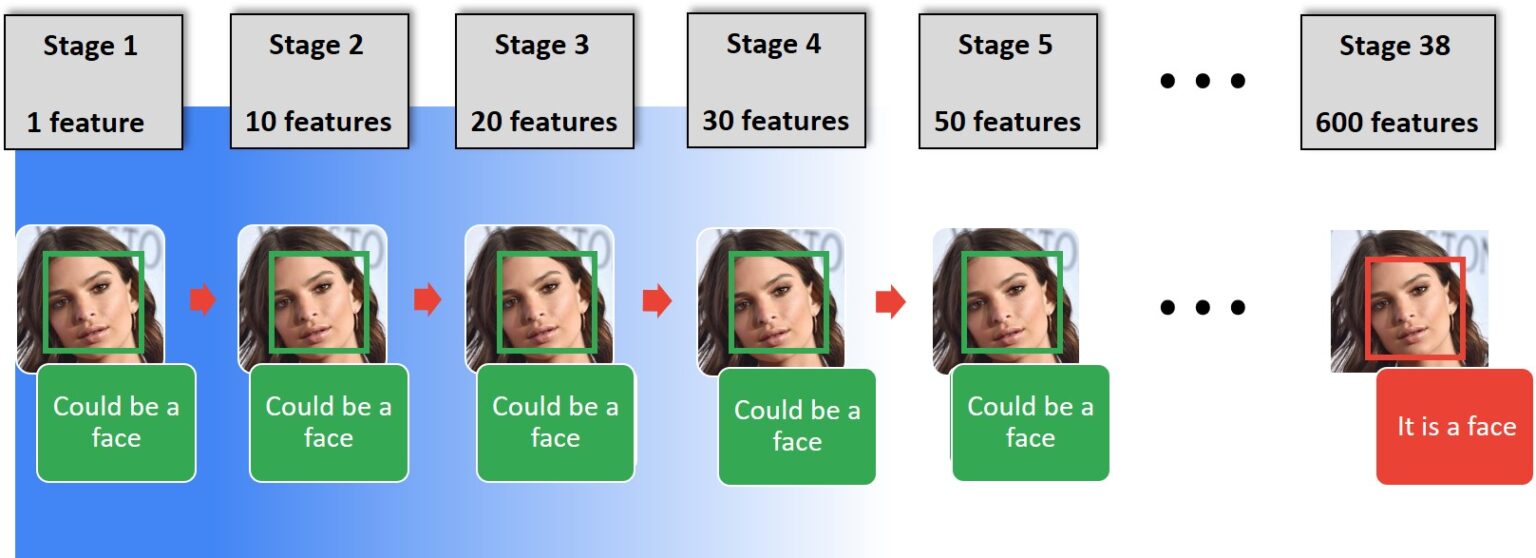 Stage 1
1 feature
Stage 2
10 features
Stage 3
20 features
Stage 4
30 features
Stage 5
50 features
Stage 38
600 features
Could be a
face
Could be a
face
Could be a
face
Could be a
face
Could be a
face
It is a face